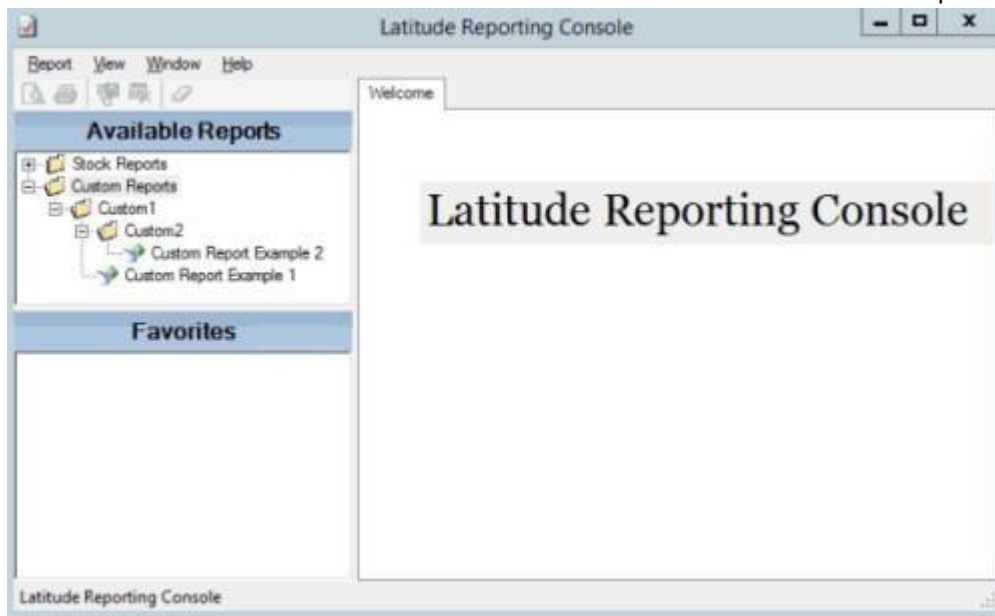 Latitude Reporting Console
Report View Window Help
Welcome
Available Reports
Stock Reports
Custom Reports
Custom1
Custom2
Custom Report Example 2
Custom Report Example 1
Latitude Reporting Console
Favorites
Latitude Reporting Console